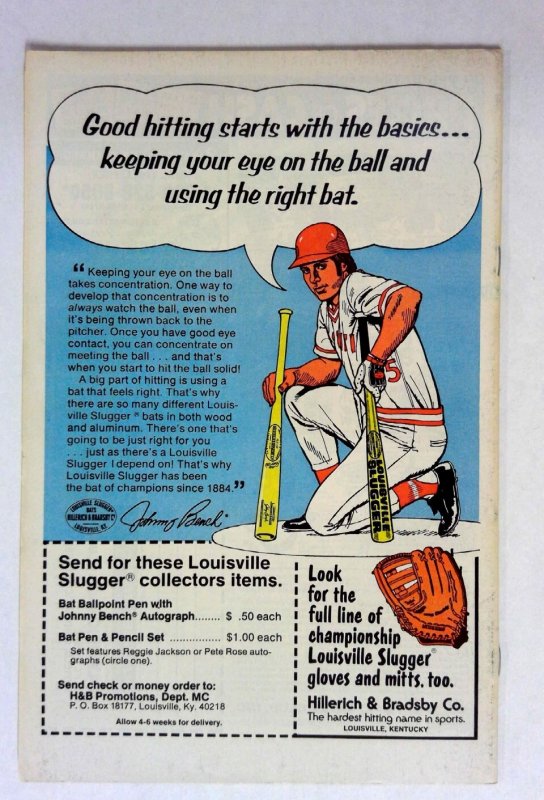 Good hitting starts with the basics...
keeping your eye on the ball and
using the right bat.
“ Keeping your eye on the ball
takes concentration. One way to
develop that concentration is to
always watch the ball, even when
it's being thrown back to the
pitcher. Once you have good eye
contact, you can concentrate on
meeting the ball . . . and that's
when you start to hit the ball solid!
A big part of hitting is using a
bat that feels right. That's why
there are so many different Louis-
ville Slugger® bats in both wood
and aluminum. There's one that's
going to be just right for you
. . . just as there's a Louisville
Slugger I depend on! That's why
Louisville Slugger has been
the bat of champions since 1884.”
LOUISVILLE SLUGGER
BATS
HILLERICH & BRADSBY Co
LOUISVILLE, KY.
Johnny Bench®
5
LOUISVILLE
SLUGGER
Send for these Louisville
Slugger® collectors items.
Bat Ballpoint Pen with
Johnny Bench® Autograph........ $ .50 each
Bat Pen & Pencil Set ............... $1.00 each
Set features Reggie Jackson or Pete Rose auto-
graphs (circle one).
Send check or money order to:
H&B Promotions, Dept. MC
P. O. Box 18177, Louisville, Ky. 40218
Allow 4-6 weeks for delivery.
Look
for the
full line of
championship
Louisville Slugger®
gloves and mitts, too.
Hillerich & Bradsby Co.
The hardest hitting name in sports.
LOUISVILLE, KENTUCKY